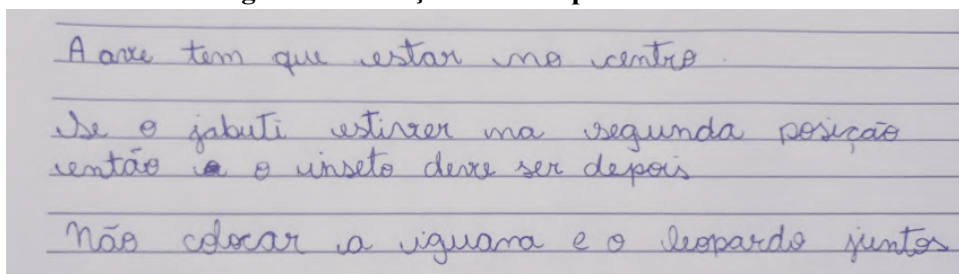 A ave tem que estar no centro.
Se o jabuti estiver na segunda posição
então o inseto deve ser depois
Não colocar a iguana e o leopardo juntos